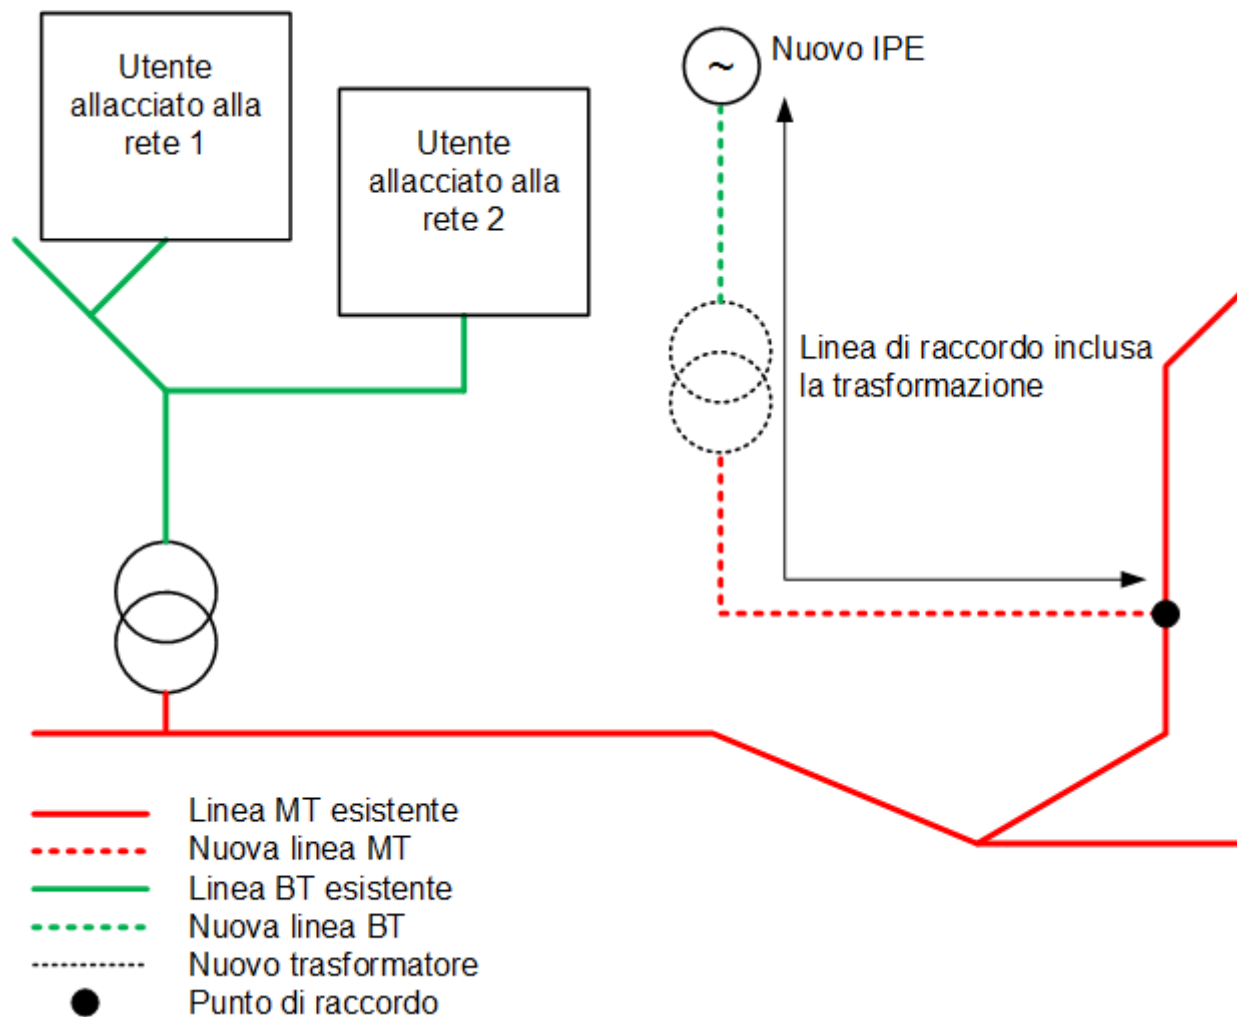 Utente
allacciato alla
rete 1
Utente
allacciato alla
rete 2
~
Nuovo IPE
Linea di raccordo inclusa
la trasformazione
Linea MT esistente
Nuova linea MT
Linea BT esistente
Nuova linea BT
Nuovo trasformatore
Punto di raccordo